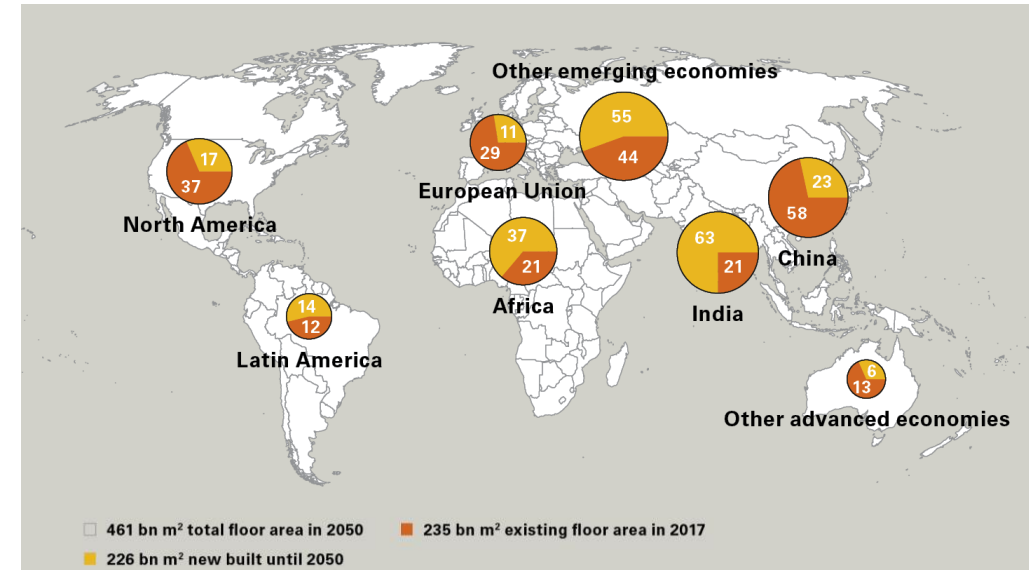 Other emerging economies
55
44
11
29
European Union
17
37
North America
23
58
China
37
21
Africa
63
21
India
14
12
Latin America
6
13
Other advanced economies
461 bn m² total floor area in 2050
235 bn m² existing floor area in 2017
226 bn m² new built until 2050